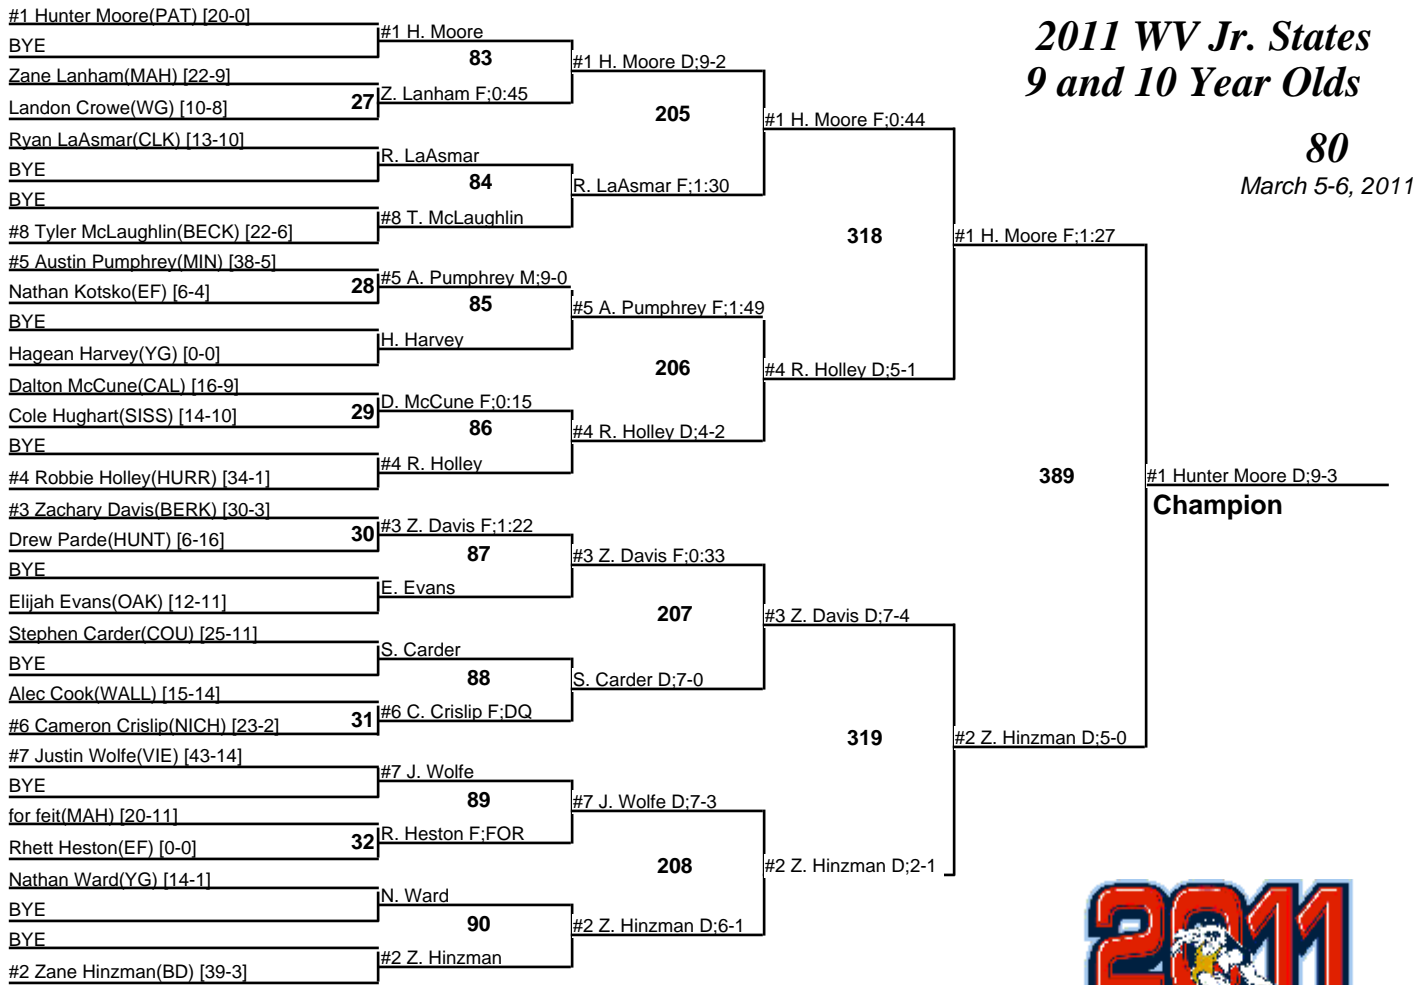 2011 WV Jr. States
9 and 10 Year Olds
80
March 5-6, 2011
#1 Hunter Moore(PAT) [20-0]
BYE
Zane Lanham(MAH) [22-9]
Landon Crowe(WG) [10-8]
Ryan LaAsmar(CLK) [13-10]
BYE
BYE
#8 Tyler McLaughlin(BECK) [22-6]
#5 Austin Pumphrey(MIN) [38-5]
Nathan Kotsko(EF) [6-4]
BYE
Hagean Harvey(YG) [0-0]
Dalton McCune(CAL) [16-9]
Cole Hughart(SISS) [14-10]
BYE
#4 Robbie Holley(HURR) [34-1]
#3 Zachary Davis(BERK) [30-3]
Drew Parde(HUNT) [6-16]
BYE
Elijah Evans(OAK) [12-11]
Stephen Carder(COU) [25-11]
BYE
Alec Cook(WALL) [15-14]
#6 Cameron Crislip(NICH) [23-2]
#7 Justin Wolfe(VIE) [43-14]
BYE
for feit(MAH) [20-11]
Rhett Heston(EF) [0-0]
Nathan Ward(YG) [14-1]
BYE
BYE
#2 Zane Hinzman(BD) [39-3]
27
28
29
30
31
32
#1 H. Moore
83
Z. Lanham F;0:45
R. LaAsmar
84
#8 T. McLaughlin
#5 A. Pumphrey M;9-0
85
H. Harvey
D. McCune F;0:15
86
#4 R. Holley
#3 Z. Davis F;1:22
87
E. Evans
S. Carder
88
#6 C. Crislip F;DQ
#7 J. Wolfe
89
R. Heston F;FOR
N. Ward
90
#2 Z. Hinzman
#1 H. Moore D;9-2
205
R. LaAsmar F;1:30
#5 A. Pumphrey F;1:49
206
#4 R. Holley D;4-2
#3 Z. Davis F;0:33
207
S. Carder D;7-0
#7 J. Wolfe D;7-3
208
#2 Z. Hinzman D;6-1
#1 H. Moore F;0:44
318
#4 R. Holley D;5-1
#3 Z. Davis D;7-4
319
#2 Z. Hinzman D;2-1
#1 H. Moore F;1:27
389
#2 Z. Hinzman D;5-0
#1 Hunter Moore D;9-3
Champion
2011